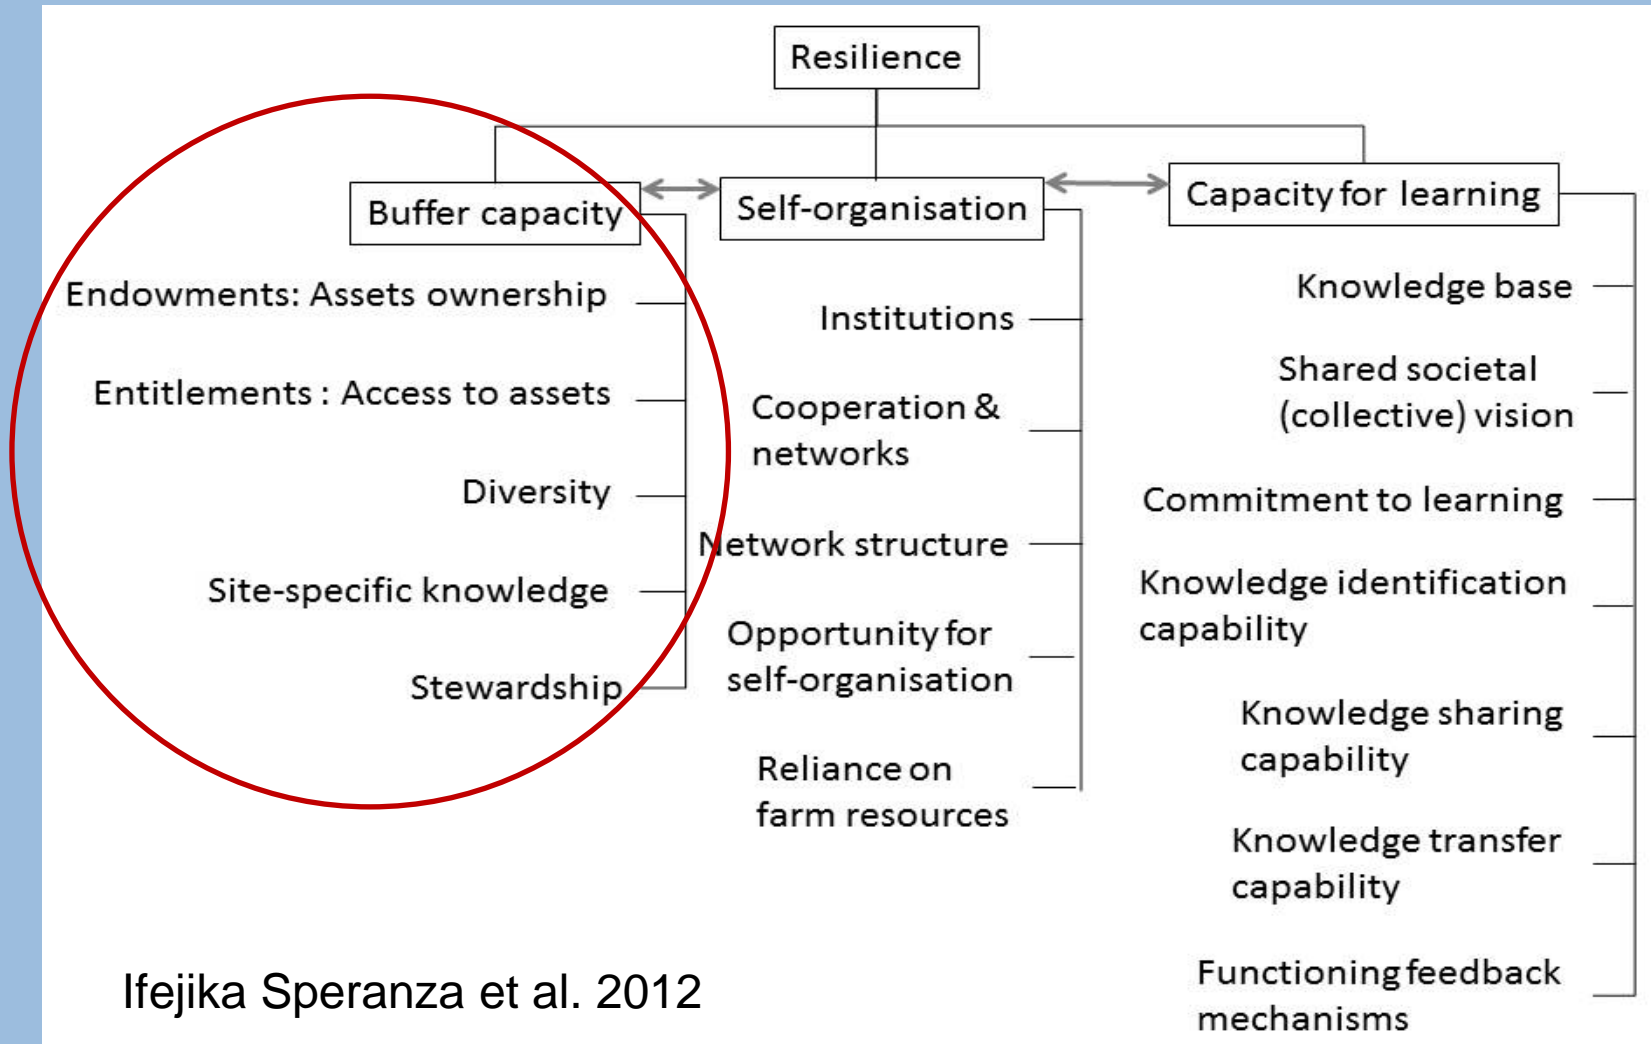 Resilience
Buffer capacity
Endowments: Assets ownership
Entitlements : Access to assets
Diversity
Site-specific knowledge
Stewardship
Self-organisation
Institutions
Cooperation &
networks
Network structure
Opportunity for
self-organisation
Reliance on
farm resources
Capacity for learning
Knowledge base
Shared societal
(collective) vision
Commitment to learning
Knowledge identification
capability
Knowledge sharing
capability
Knowledge transfer
capability
Functioning feedback
mechanisms
Ifejika Speranza et al. 2012